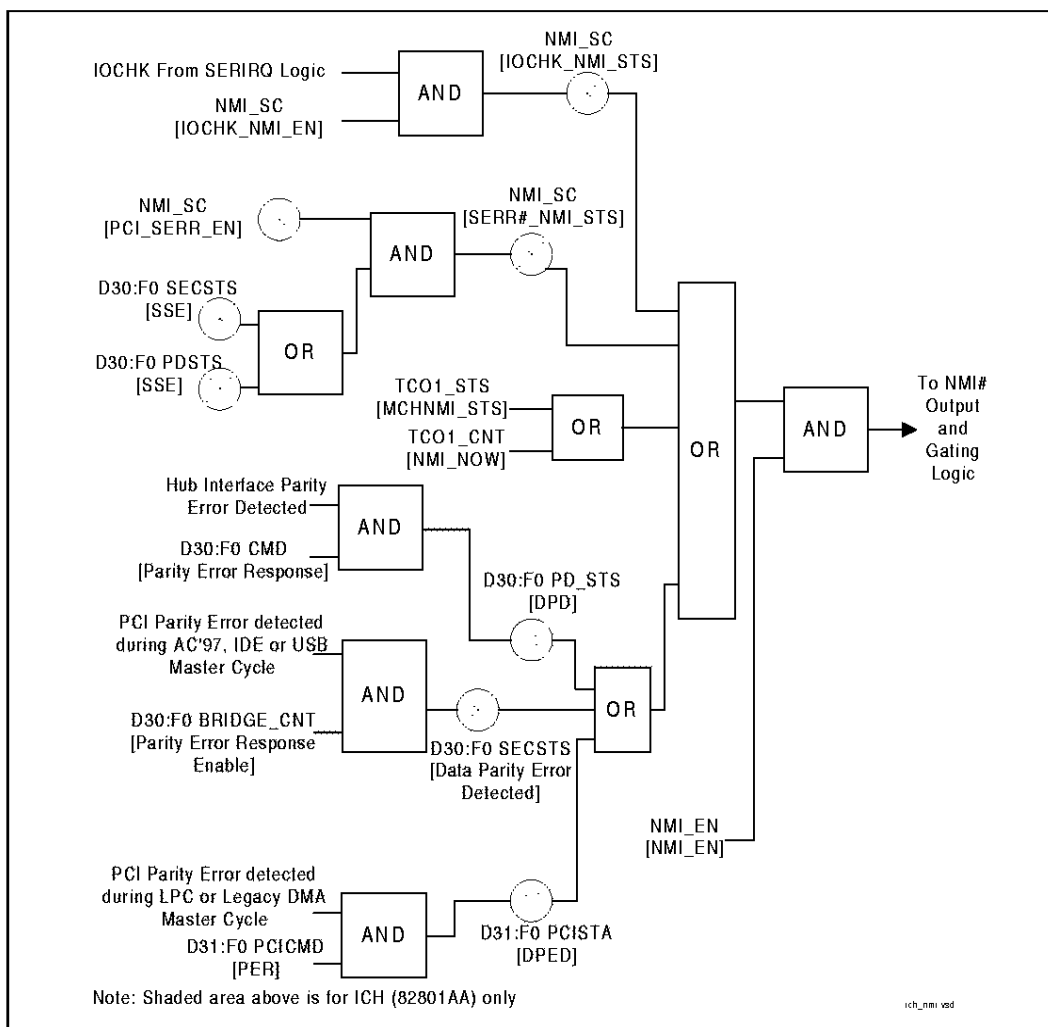 NMI_SC
[IOCHK_NMI_STS]
IOCHK From SERIRQ Logic
AND
NMI_SC
[IOCHK_NMI_EN]
NMI_SC
[PCI_SERR_EN]
NMI_SC
[SERR#_NMI_STS]
AND
D30:F0 SECSTS
[SSE]
OR
D30:F0 PDSTS
[SSE]
TCO1_STS
[MCHNMI_STS]
OR
TCO1_CNT
[NMI_NOW]
OR
AND
To NMI#
Output
and
Gating
Logic
Hub Interface Parity
Error Detected
AND
D30:F0 CMD
[Parity Error Response]
D30:F0 PD_STS
[DPD]
PCI Parity Error detected
during AC'97, IDE or USB
Master Cycle
AND
OR
D30:F0 BRIDGE_CNT
[Parity Error Response
Enable]
D30:F0 SECSTS
[Data Parity Error
Detected]
NMI_EN
[NMI_EN]
PCI Parity Error detected
during LPC or Legacy DMA
Master Cycle
AND
D31:F0 PCICMD
[PER]
D31:F0 PCISTA
[DPED]
Note: Shaded area above is for ICH (82801AA) only
ich_nmi.vsd